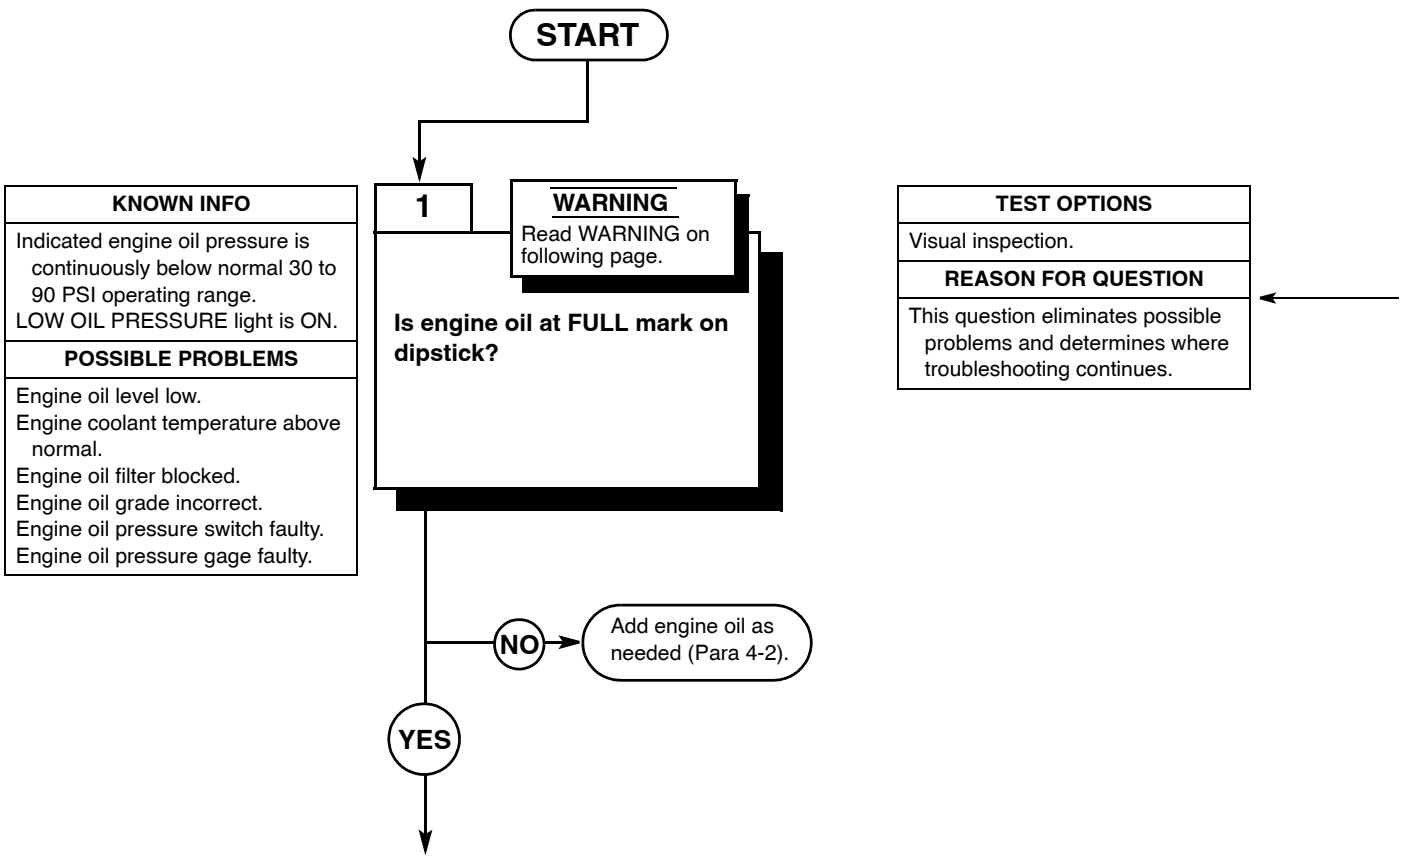 START
KNOWN INFO
Indicated engine oil pressure is
continuously below normal 30 to
90 PSI operating range.
LOW OIL PRESSURE light is ON.
POSSIBLE PROBLEMS
Engine oil level low.
Engine coolant temperature above
normal.
Engine oil filter blocked.
Engine oil grade incorrect.
Engine oil pressure switch faulty.
Engine oil pressure gage faulty.
1
WARNING
Read WARNING on
following page.
Is engine oil at FULL mark on
dipstick?
TEST OPTIONS
Visual inspection.
REASON FOR QUESTION
This question eliminates possible
problems and determines where
troubleshooting continues.
NO
Add engine oil as
needed (Para 4-2).
YES